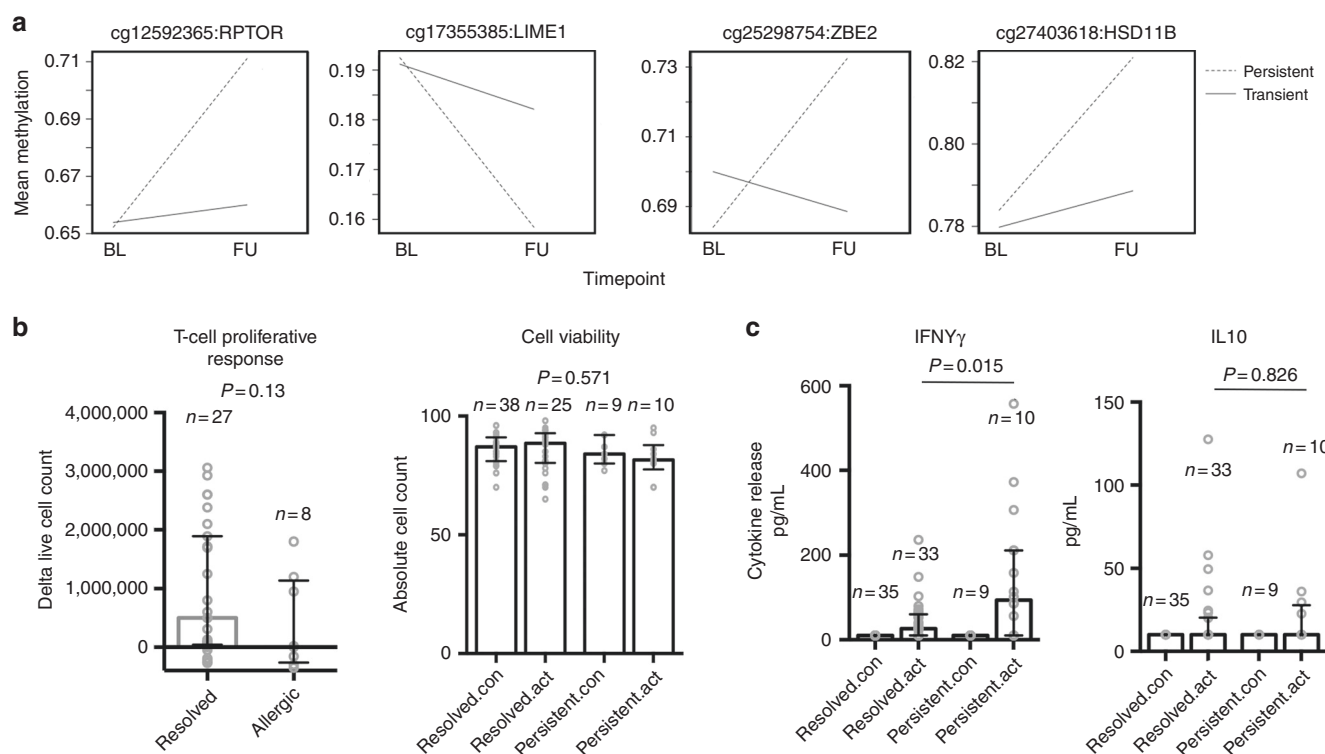 a
cg12592365:RPTOR
cg17355385:LIME1
cg25298754:ZBE2
cg27403618:HSD11B
Mean methylation
0.71
0.69
0.67
0.65
BL
FU
0.19
0.18
0.17
0.16
BL
FU
0.73
0.71
0.69
BL
FU
0.82
0.80
0.78
BL
FU
Persistent
Transient
Timepoint
b
T-cell proliferative
response
P=0.13
n=27
n=8
Delta live cell count
4,000,000
3,000,000
2,000,000
1,000,000
0
Resolved
Allergic
Cell viability
P=0.571
n=38
n=25
n=9
n=10
Absolute cell count
100
50
0
Resolved.con
Resolved.act
Persistent.con
Persistent.act
c
IFNYγ
P=0.015
n=10
n=33
n=35
n=9
Cytokine release
pg/mL
600
400
200
0
Resolved.con
Resolved.act
Persistent.con
Persistent.act
IL10
P=0.826
n=10
n=33
n=35
n=9
pg/mL
150
100
50
0
Resolved.con
Resolved.act
Persistent.con
Persistent.act